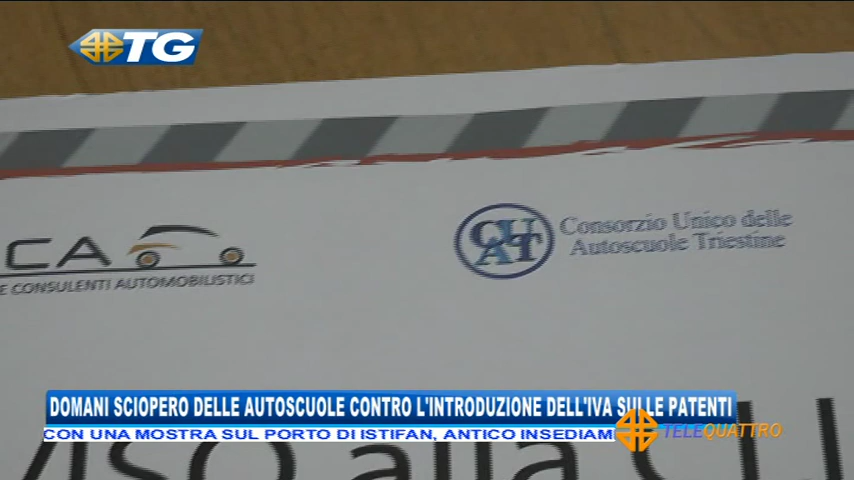 TG
CA
E CONSULENTI AUTOMOBILISTICI
CUAT
Consorzio Unico delle
Autoscuole Triestine
DOMANI SCIOPERO DELLE AUTOSCUOLE CONTRO L'INTRODUZIONE DELL'IVA SULLE PATENTI
CON UNA MOSTRA SUL PORTO DI ISTIFAN, ANTICO INSEDIAM
TELEQUATTRO
alla